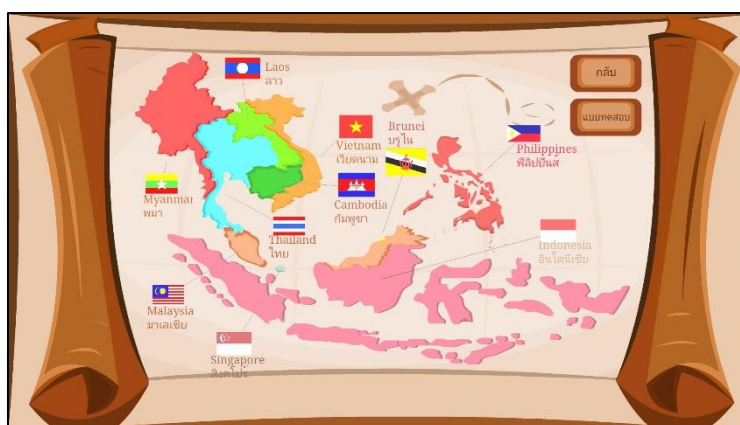 Laos
ลาว
กลับ
แบบทดสอบ
Brunei
บรูไน
Vietnam
เวียดนาม
Philippines
ฟิลิปปินส์
Myanmar
พมา
Cambodia
กัมพูชา
Thailand
ไทย
Indonesia
อินโดนีเซีย
Malaysia
มาเลเซีย
Singapore
สิงคโปร์